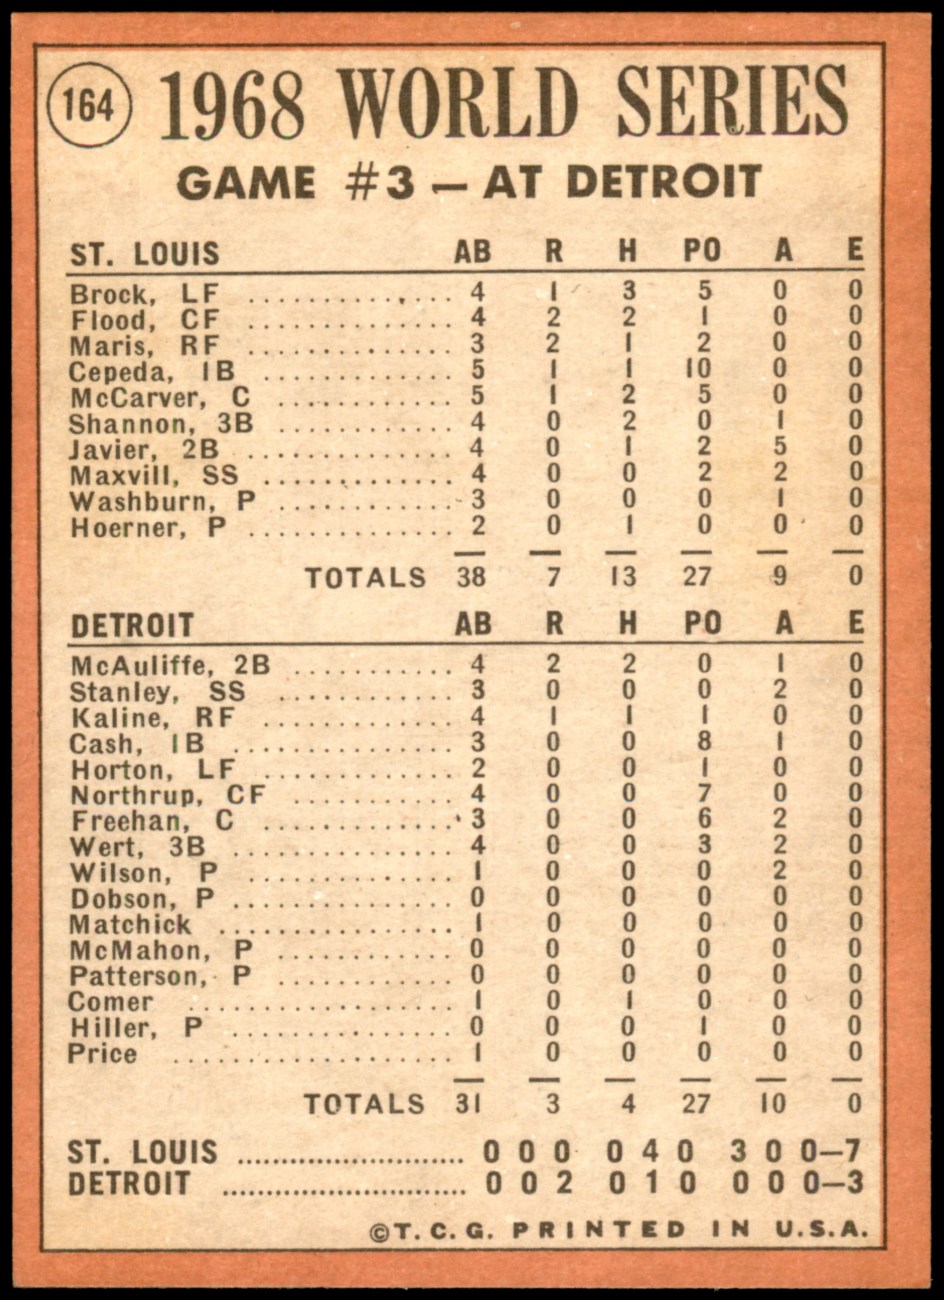 164 1968 WORLD SERIES
GAME #3 — AT DETROIT
ST. LOUIS AB R H PO A E
Brock, LF .............. 4 1 3 5 0 0
Flood, CF .............. 4 2 2 1 0 0
Maris, RF .............. 3 2 1 2 0 0
Cepeda, 1B ............. 5 1 1 10 0 0
McCarver, C ............ 5 1 2 5 0 0
Shannon, 3B ............ 4 0 2 0 1 0
Javier, 2B .............. 4 0 1 2 5 0
Maxvill, SS ............. 4 0 0 2 2 0
Washburn, P ............ 3 0 0 0 1 0
Hoerner, P .............. 2 0 1 0 0 0
TOTALS 38 7 13 27 9 0
DETROIT AB R H PO A E
McAuliffe, 2B ........... 4 2 2 0 1 0
Stanley, SS ............ 3 0 0 0 2 0
Kaline, RF ............. 4 1 1 1 0 0
Cash, 1B ............... 3 0 0 8 1 0
Horton, LF ............. 2 0 0 1 0 0
Northrup, CF ........... 4 0 0 7 0 0
Freehan, C ............. 3 0 0 6 2 0
Wert, 3B ............... 4 0 0 3 2 0
Wilson, P .............. 1 0 0 0 2 0
Dobson, P ............... 0 0 0 0 0 0
Matchick ................ 1 0 0 0 0 0
McMahon, P ............ 0 0 0 0 0 0
Patterson, P ............ 0 0 0 0 0 0
Comer .................. 1 0 1 0 0 0
Hiller, P ............... 0 0 0 1 0 0
Price ................... 1 0 0 0 0 0
TOTALS 31 3 4 27 10 0
ST. LOUIS ......................... 0 0 0 0 4 0 3 0 0—7
DETROIT ........................... 0 0 2 0 1 0 0 0 0—3
©T.C.G. PRINTED IN U.S.A.